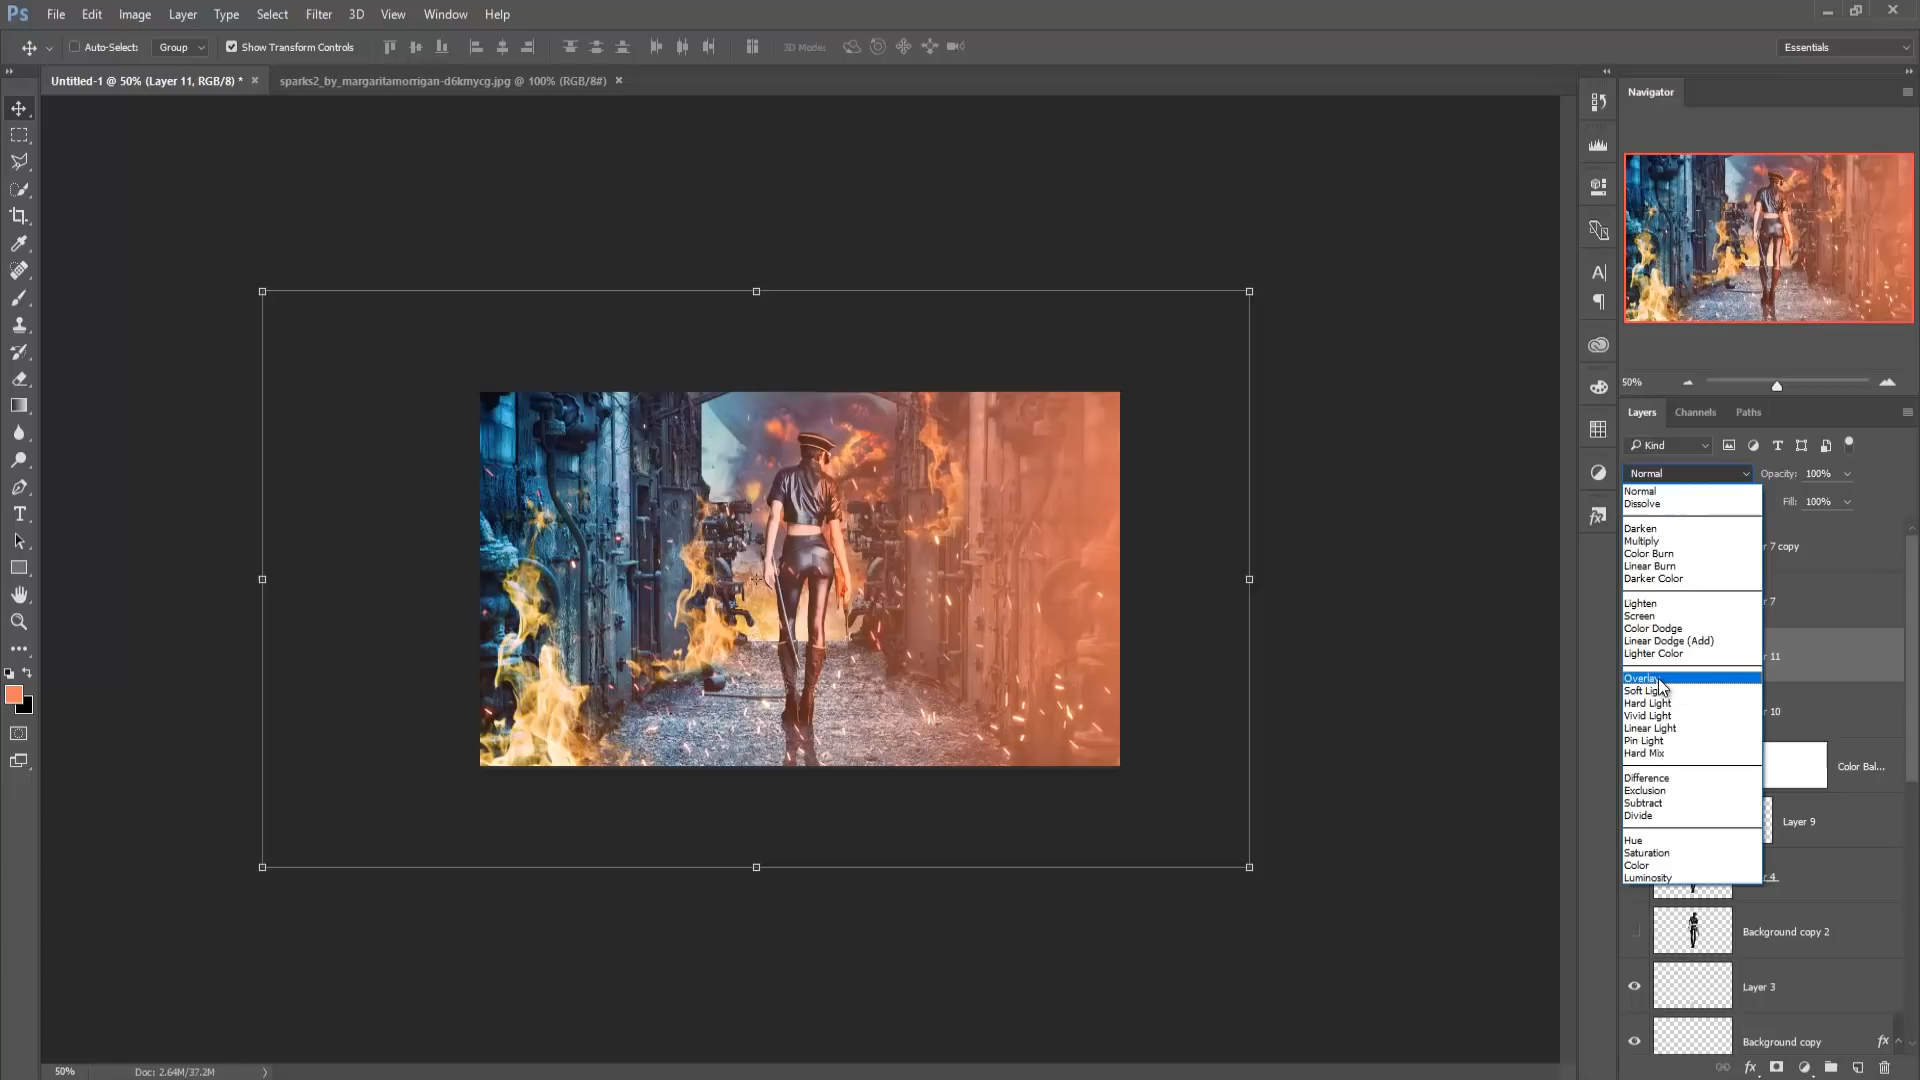 Ps File Edit Image Layer Type Select Filter 3D View Window Help
Auto-Select: Group Show Transform Controls 3D Mode: Essentials
Untitled-1 @ 50% (Layer 11, RGB/8) * sparks2_by_margaritamorrigan-d6kmycg.jpg @ 100% (RGB/8#)
Navigator
50%
Layers Channels Paths
Kind
Normal Opacity: 100%
Fill: 100%
Normal
Dissolve
Darken
Multiply
Color Burn
Linear Burn
Darker Color
Lighten
Screen
Color Dodge
Linear Dodge (Add)
Lighter Color
Overlay
Soft Light
Hard Light
Vivid Light
Linear Light
Pin Light
Hard Mix
Difference
Exclusion
Subtract
Divide
Hue
Saturation
Color
Luminosity
r 7 copy
r 7
r 11
r 10
Color Bal...
Layer 9
r 4
Background copy 2
Layer 3
Background copy fx
50% Doc: 2.64M/37.2M